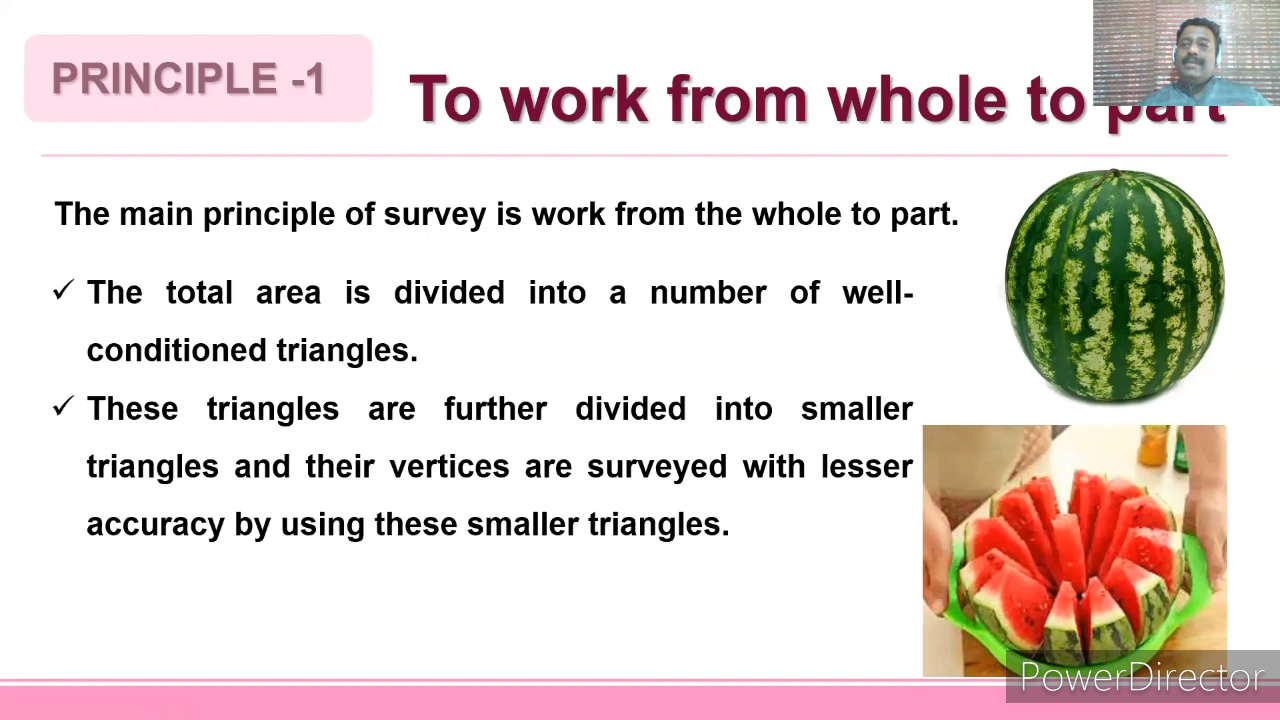 PRINCIPLE -1
To work from whole to part
The main principle of survey is work from the whole to part.
✓ The total area is divided into a number of well-
conditioned triangles.
✓ These triangles are further divided into smaller
triangles and their vertices are surveyed with lesser
accuracy by using these smaller triangles.
PowerDirector